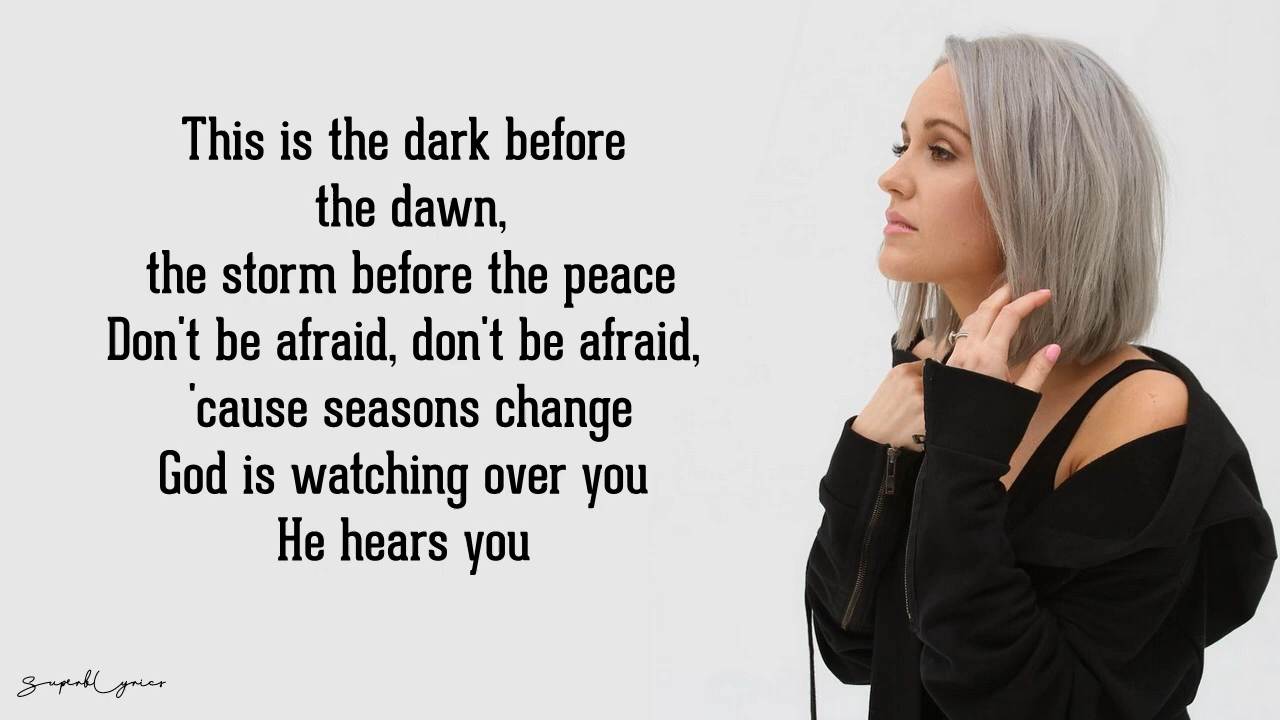 This is the dark before
the dawn,
the storm before the peace
Don't be afraid, don't be afraid,
'cause seasons change
God is watching over you
He hears you
SuperbLyrics